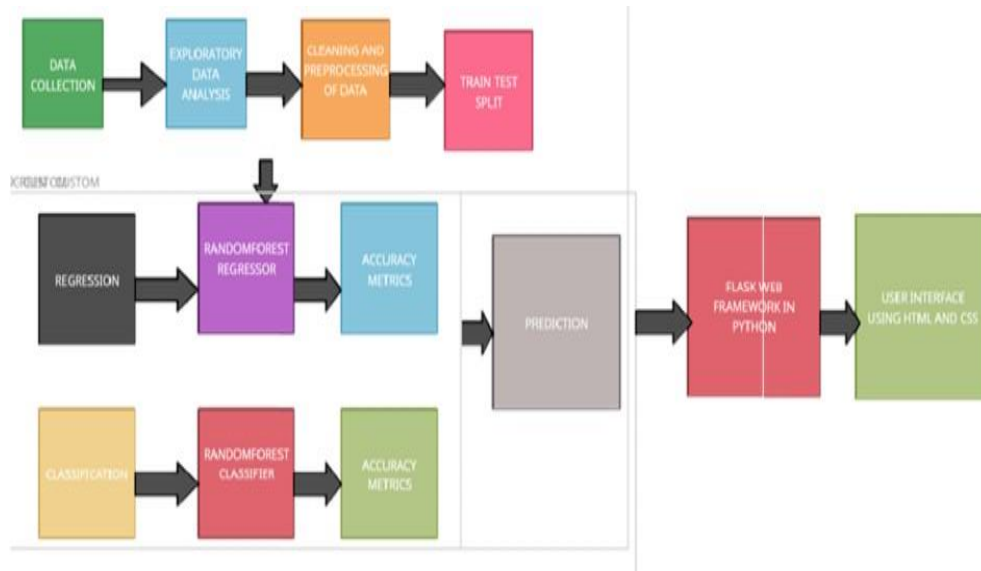 DATA
COLLECTION
EXPLORATORY
DATA
ANALYSIS
CLEANING AND
PREPROCESSING
OF DATA
TRAIN TEST
SPLIT
CUSTOM
REGRESSION
RANDOMFOREST
REGRESSOR
ACCURACY
METRICS
PREDICTION
FLASK WEB
FRAMEWORK IN
PYTHON
USER INTERFACE
USING HTML AND CSS
CLASSIFICATION
RANDOMFOREST
CLASSIFIER
ACCURACY
METRICS